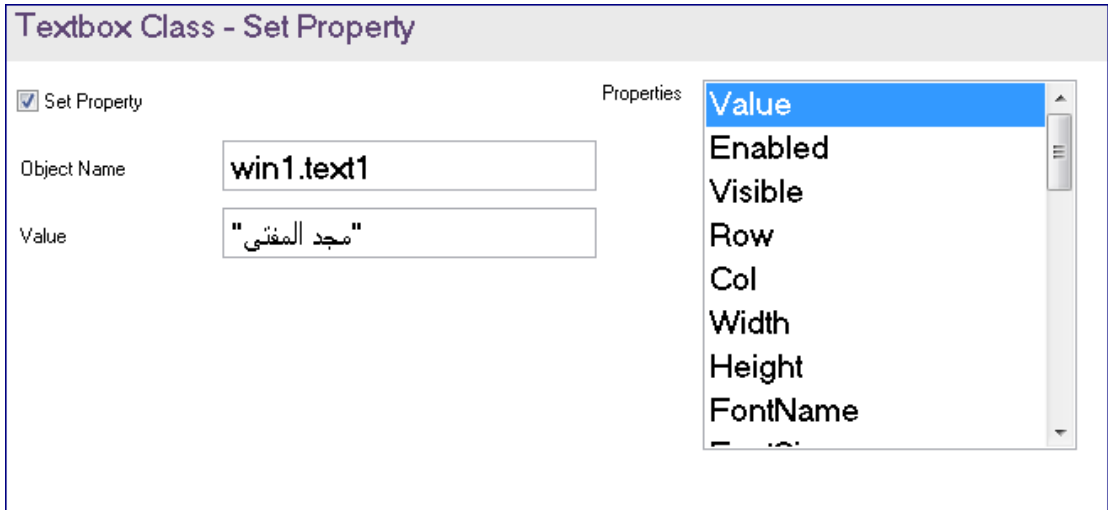 Textbox Class - Set Property
Set Property
Object Name
win1.text1
Value
"مجد المفتى"
Properties
Value
Enabled
Visible
Row
Col
Width
Height
FontName